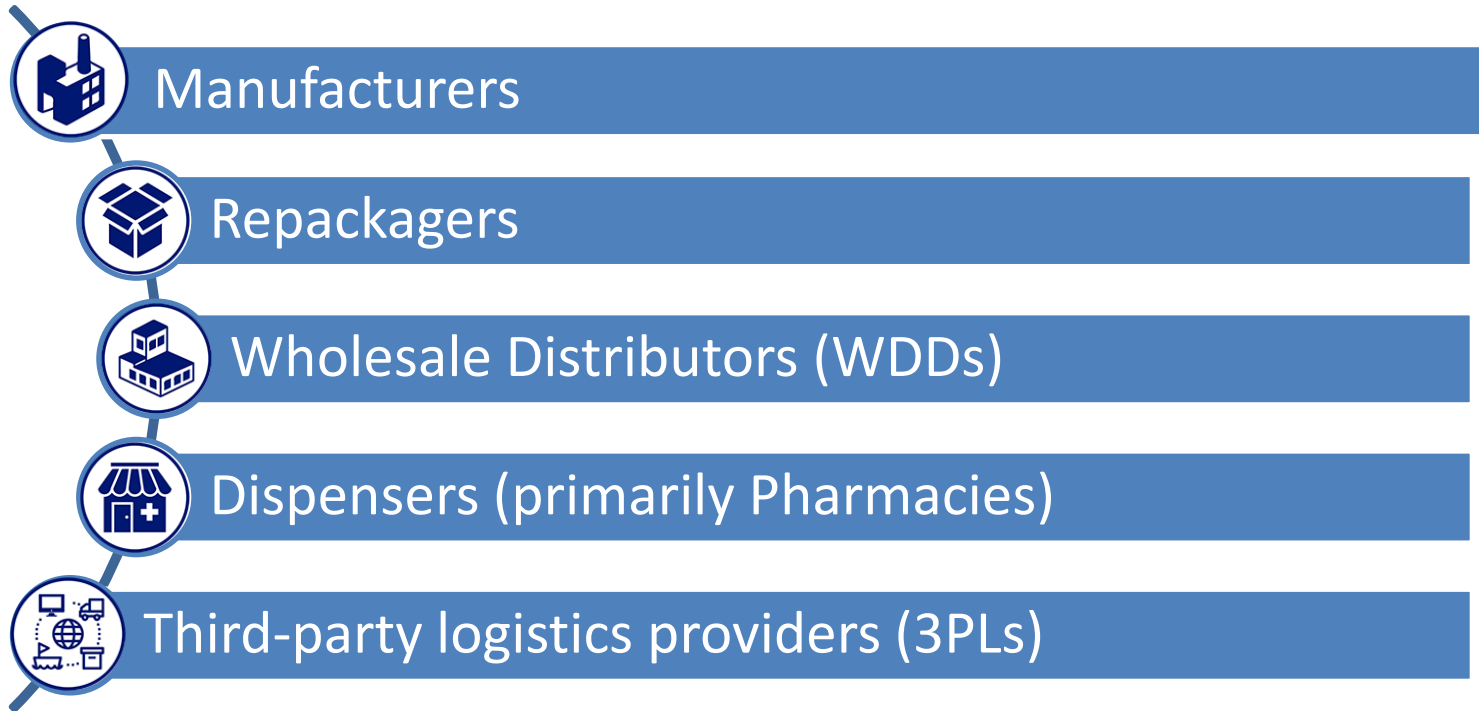 Manufacturers
Repackagers
Wholesale Distributors (WDDs)
Dispensers (primarily Pharmacies)
Third-party logistics providers (3PLs)